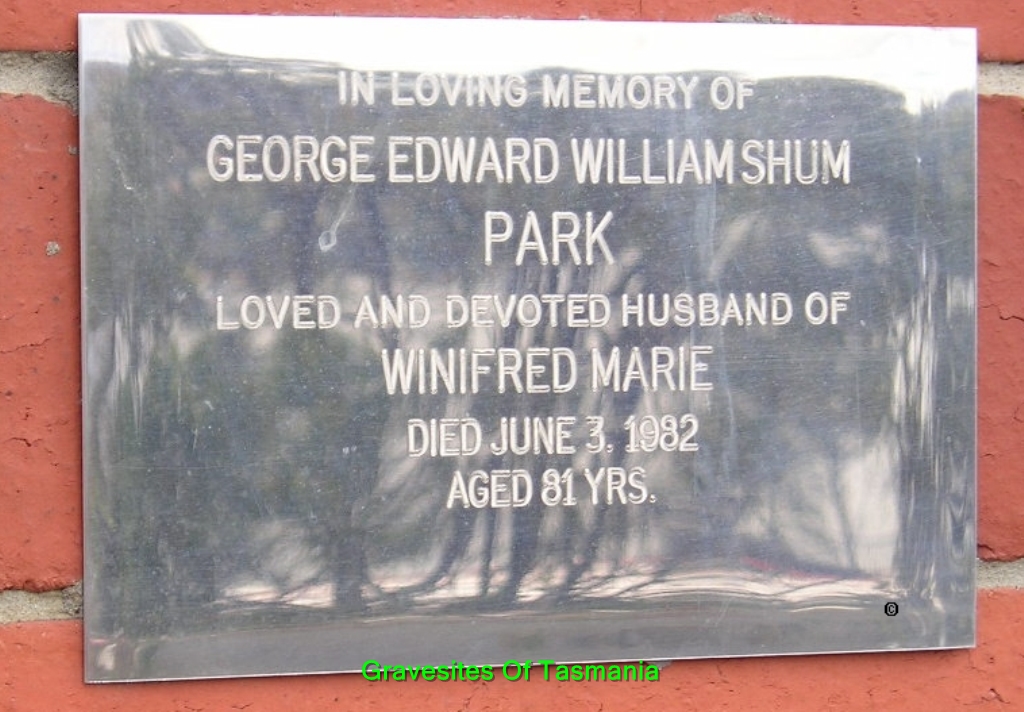 IN LOVING MEMORY OF
GEORGE EDWARD WILLIAM SHUM
PARK
LOVED AND DEVOTED HUSBAND OF
WINIFRED MARIE
DIED JUNE 3, 1982
AGED 81 YRS.
©
Gravesites Of Tasmania